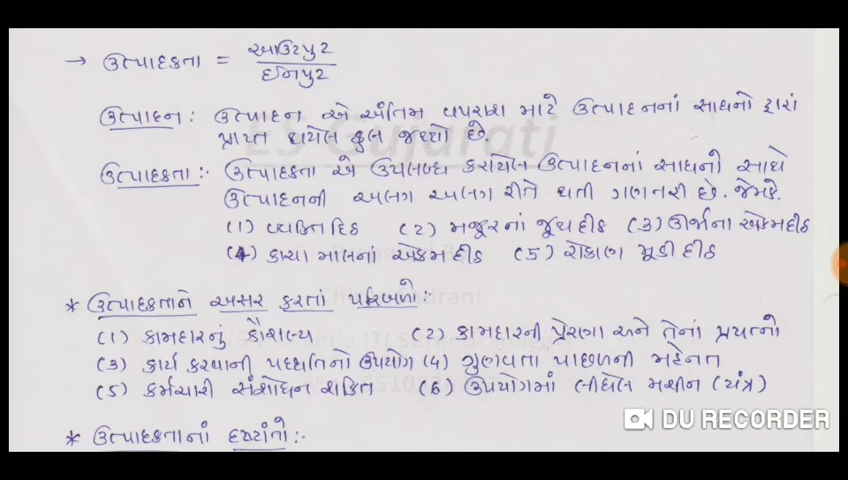 → ઉત્પાદકતા = આઉટપુટ / ઈનપુટ
ઉત્પાદન : ઉત્પાદન એ અંતિમ વપરાશ માટે ઉત્પાદનનાં સાધનો દ્વારાં
પ્રાપ્ત થયેલ કુલ જથ્થો છે.
ઉત્પાદકતા :- ઉત્પાદકતા એ ઉપલબ્ધ કરાયેલ ઉત્પાદનનાં સાધનો સાથે
ઉત્પાદનની અલગ અલગ રીતે થતી ગણતરી છે. જેમકે.
(1) વ્યક્તિ દિઠ (2) મજુરનાં જૂથ દીઠ (3) ઊર્જાના એકમ દીઠ
(4) કાચા માલનાં એકમ દીઠ (5) રોકાણ મૂડી દીઠ
* ઉત્પાદકતાને અસર કરતાં પરિબળો :
(1) કામદારનું કૌશલ્ય (2) કામદારની પ્રેરણા અને તેનાં પ્રયત્નો
(3) કાર્ય કરવાની પધ્ધતિનો ઉપયોગ (4) ગુણવતા પાછળની મહેનત
(5) કર્મચારી સંશોધન શક્તિ (6) ઉપયોગમાં લીધેલ મશીન (યંત્ર)
* ઉત્પાદકતાનાં દષ્ટાંતો :-
DU RECORDER